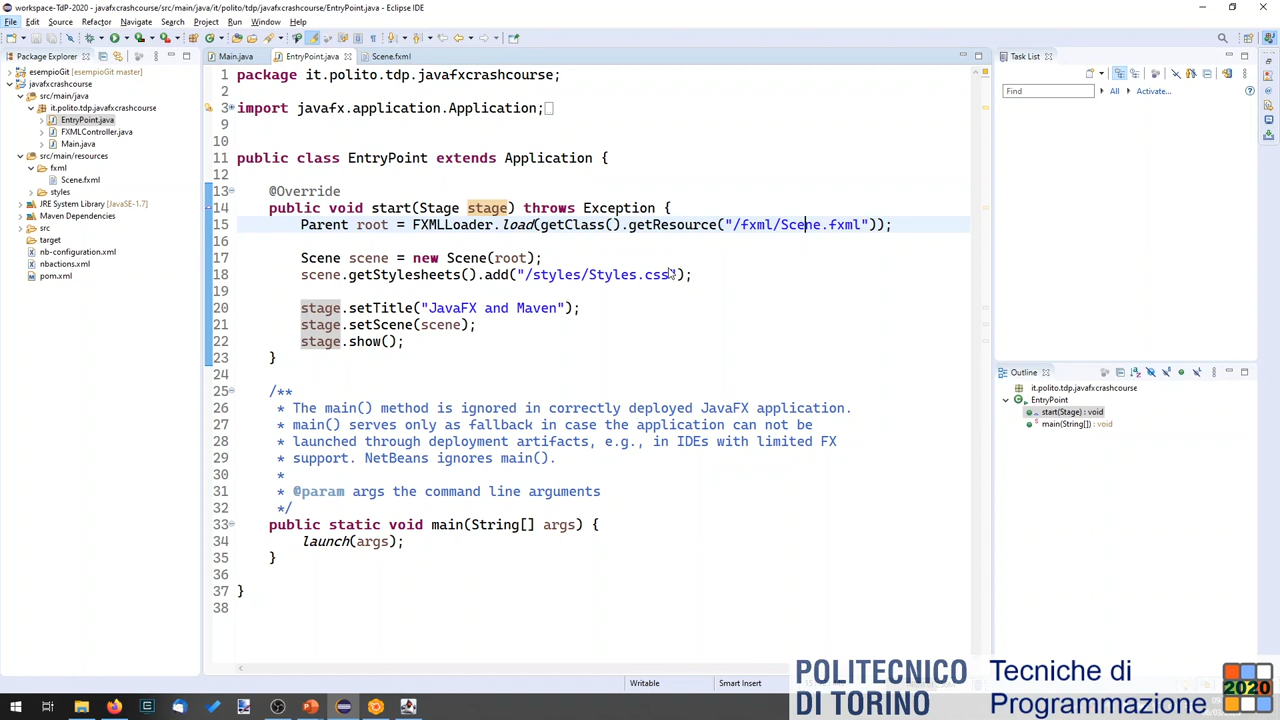 workspace-TdP-2020 - javafxcrashcourse/src/main/java/it/polito/tdp/javafxcrashcourse/EntryPoint.java - Eclipse IDE
File Edit Source Refactor Navigate Search Project Run Window Help
Package Explorer
esempioGit (esempioGit master)
javafxcrashcourse
src/main/java
it.polito.tdp.javafxcrashcourse
EntryPoint.java
FXMLController.java
Main.java
src/main/resources
fxml
Scene.fxml
styles
JRE System Library [JavaSE-1.7]
Maven Dependencies
src
target
nb-configuration.xml
nbactions.xml
pom.xml
Main.java EntryPoint.java Scene.fxml
1 package it.polito.tdp.javafxcrashcourse;
2
3 import javafx.application.Application;
9
10
11 public class EntryPoint extends Application {
12
13 @Override
14 public void start(Stage stage) throws Exception {
15 Parent root = FXMLLoader.load(getClass().getResource("/fxml/Scene.fxml"));
16
17 Scene scene = new Scene(root);
18 scene.getStylesheets().add("/styles/Styles.css");
19
20 stage.setTitle("JavaFX and Maven");
21 stage.setScene(scene);
22 stage.show();
23 }
24
25 /**
26 * The main() method is ignored in correctly deployed JavaFX application.
27 * main() serves only as fallback in case the application can not be
28 * launched through deployment artifacts, e.g., in IDEs with limited FX
29 * support. NetBeans ignores main().
30 *
31 * @param args the command line arguments
32 */
33 public static void main(String[] args) {
34 launch(args);
35 }
36
37 }
38
Task List
Find All Activate...
Outline
it.polito.tdp.javafxcrashcourse
EntryPoint
start(Stage) : void
main(String[]) : void
Writable Smart Insert
POLITECNICO
DI TORINO
Tecniche di
Programmazione
2020